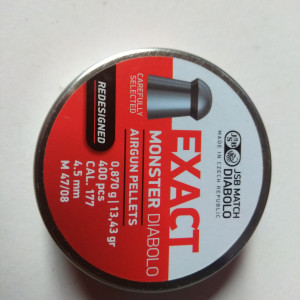 JSB MATCH
DIABOLO
MADE IN CZECH REPUBLIC
EXACT
MONSTER DIABOLO
AIRGUN PELLETS
0,870 g | 13,43 gr
400 pcs
CAL. .177
4.5 mm
M 47/08
CAREFULLY
SELECTED
REDESIGNED